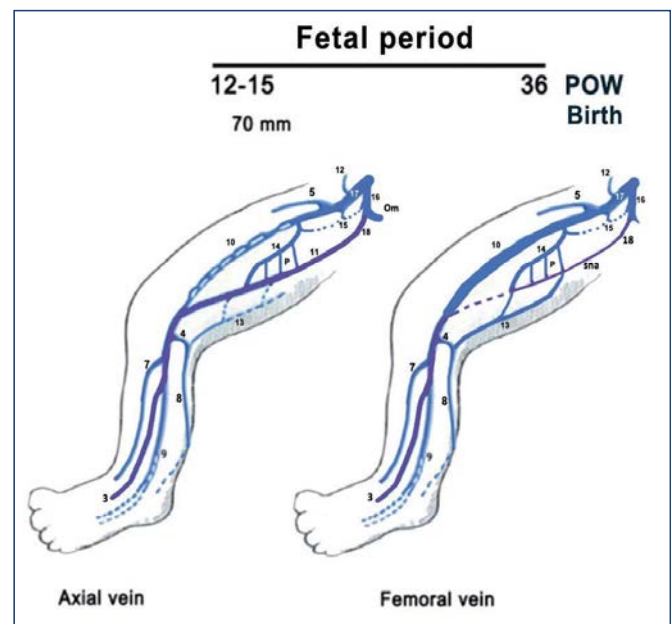 Fetal period
12-15 36 POW
Birth
70 mm
12
5
17
16
Om
15
18
10
14
P
11
13
4
7
8
9
3
Axial vein
12
5
17
16
15
18
10
14
P
sna
13
4
7
8
9
3
Femoral vein